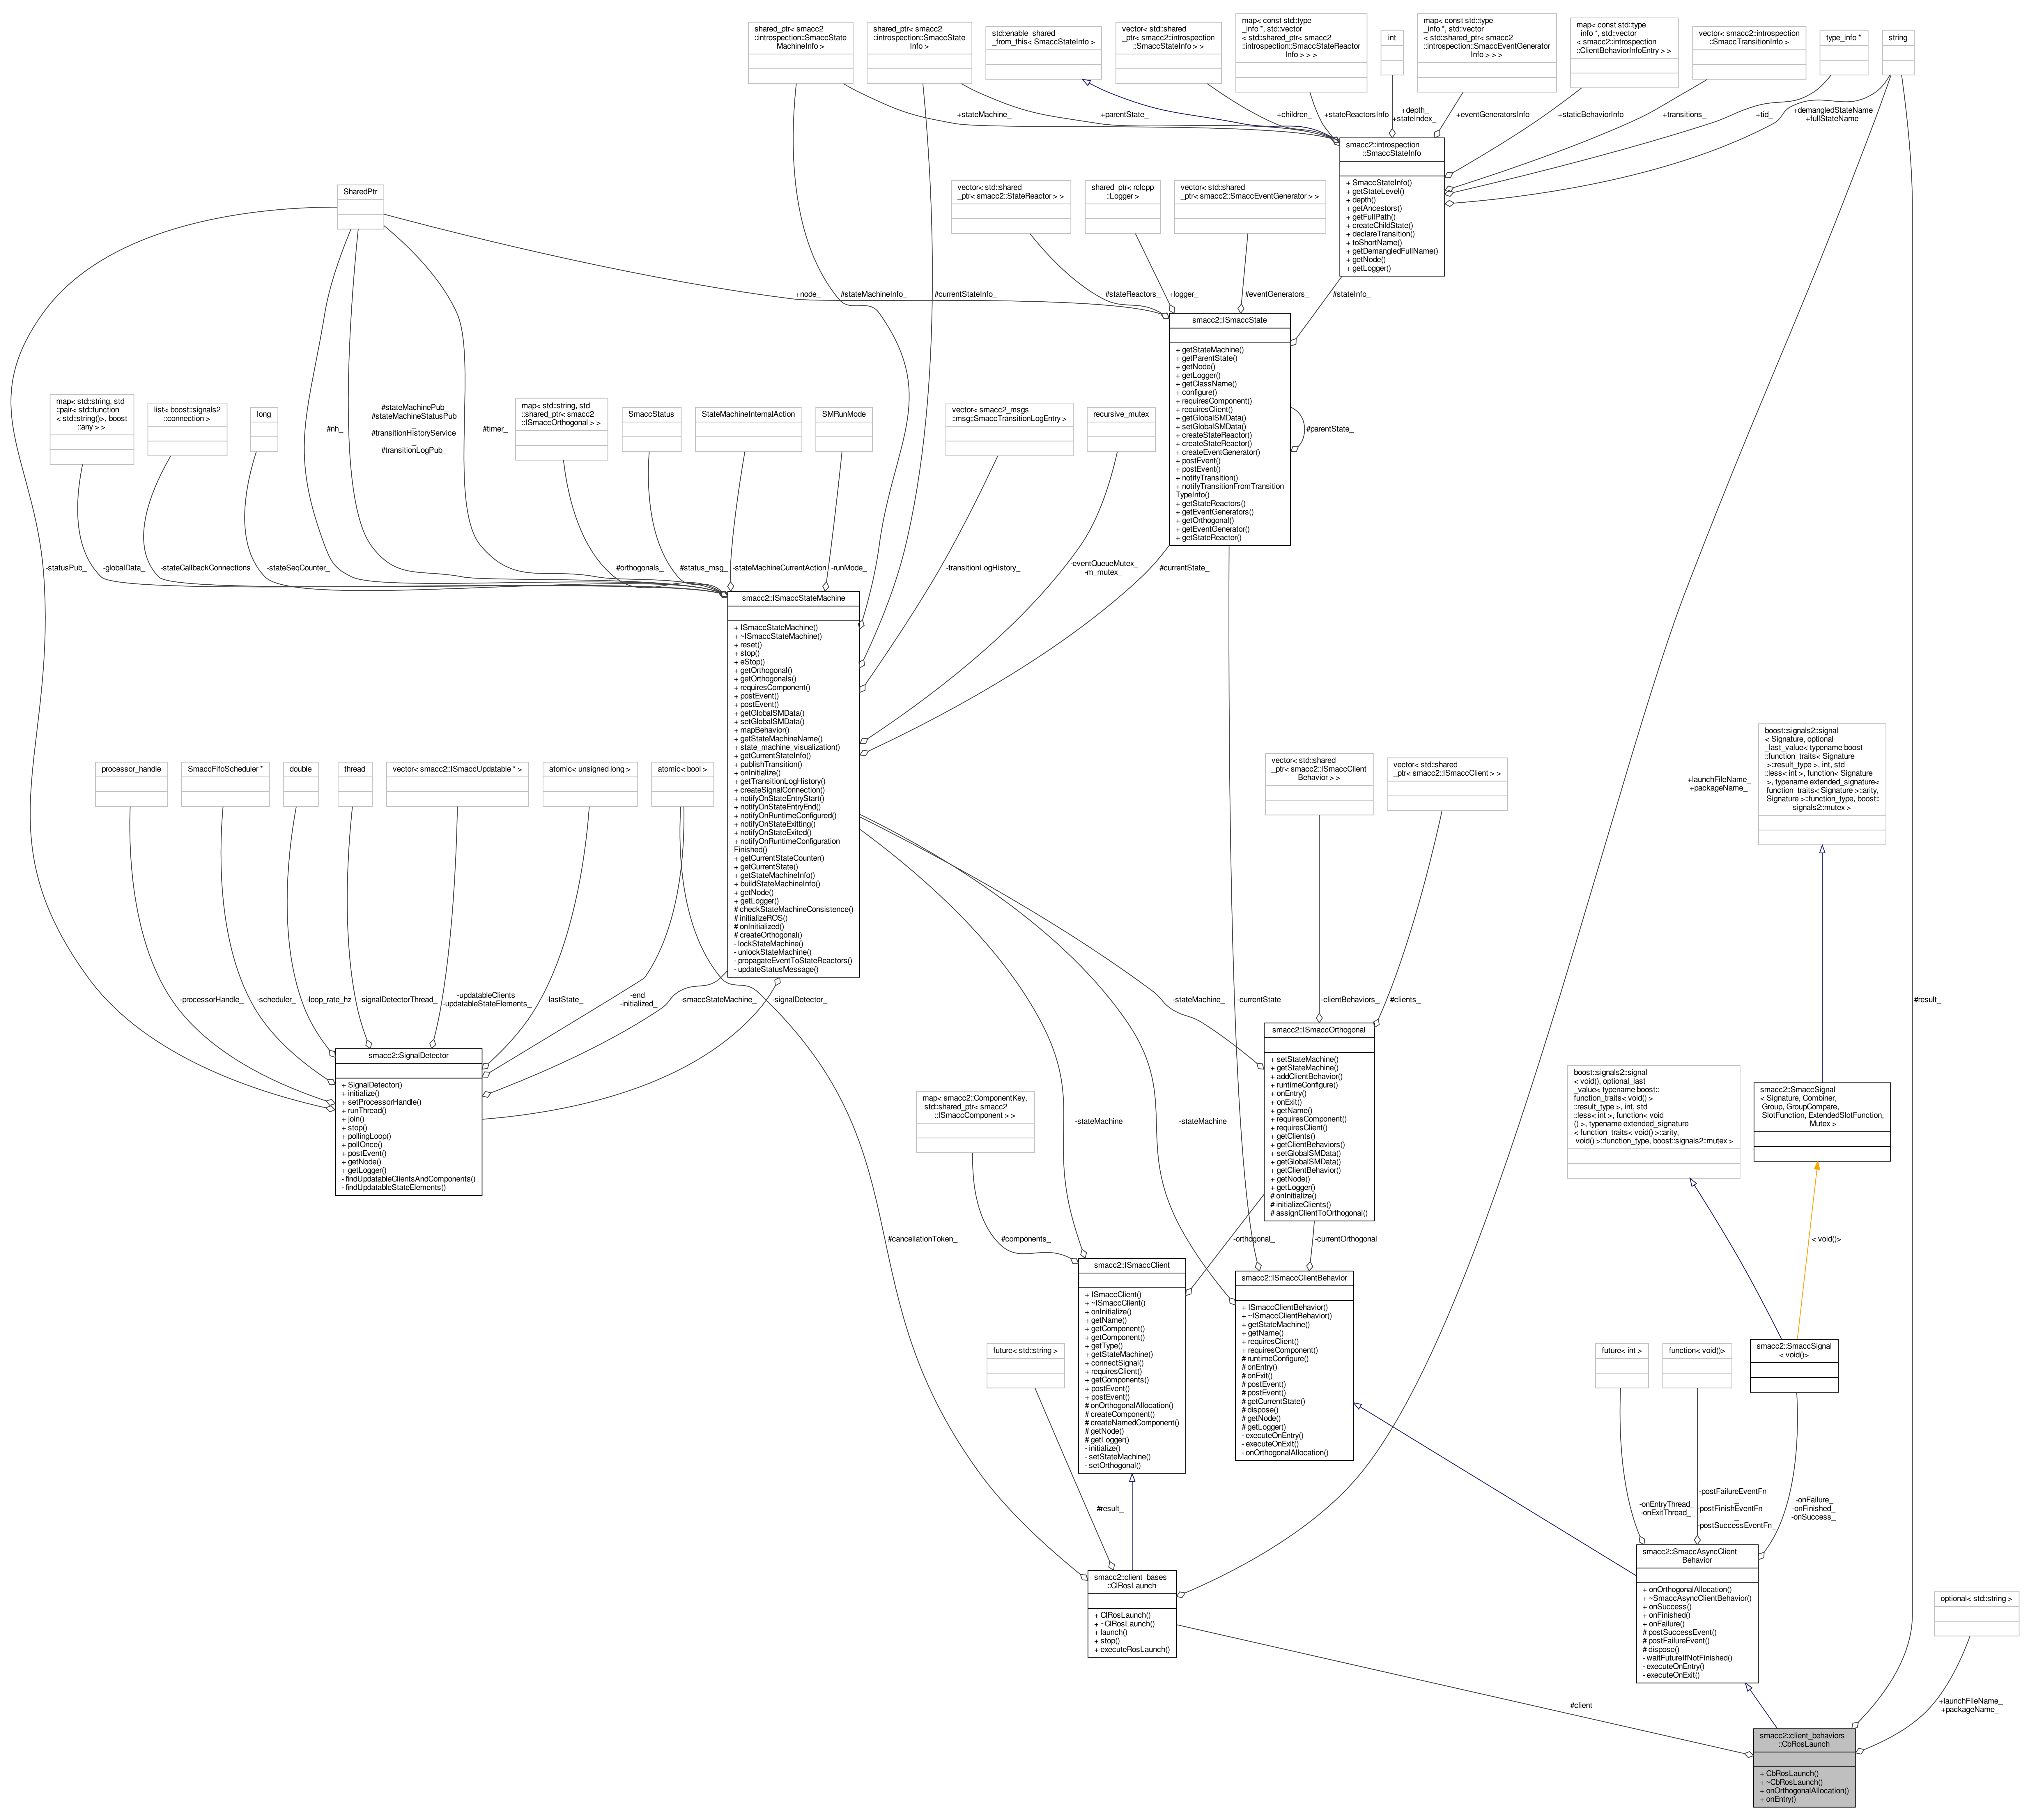 shared_ptr< smacc2
::introspection::SmaccState
MachineInfo >
shared_ptr< smacc2
::introspection::SmaccState
Info >
std::enable_shared
_from_this< SmaccStateInfo >
vector< std::shared
_ptr< smacc2::introspection
::SmaccStateInfo > >
map< const std::type
_info *, std::vector
< std::shared_ptr< smacc2
::introspection::SmaccStateReactor
Info > > >
int
map< const std::type
_info *, std::vector
< std::shared_ptr< smacc2
::introspection::SmaccEventGenerator
Info > > >
map< const std::type
_info *, std::vector
< smacc2::introspection
::ClientBehaviorInfoEntry > >
vector< smacc2::introspection
::SmaccTransitionInfo >
type_info *
string
+stateMachine_
+parentState_
+children_
+stateReactorsInfo
+depth_
+stateIndex_
+eventGeneratorsInfo
+staticBehaviorInfo
+transitions_
+tid_
+demangledStateName
+fullStateName
smacc2::introspection
::SmaccStateInfo
+ SmaccStateInfo()
+ getStateLevel()
+ depth()
+ getAncestors()
+ getFullPath()
+ createChildState()
+ declareTransition()
+ toShortName()
+ getDemangledFullName()
+ getNode()
+ getLogger()
SharedPtr
vector< std::shared
_ptr< smacc2::StateReactor > >
shared_ptr< rclcpp
::Logger >
vector< std::shared
_ptr< smacc2::SmaccEventGenerator > >
+node_
#stateMachineInfo_
#currentStateInfo_
#stateReactors_
+logger_
#eventGenerators_
#stateInfo_
smacc2::ISmaccState
+ getStateMachine()
+ getParentState()
+ getNode()
+ getLogger()
+ getClassName()
+ configure()
+ requiresComponent()
+ requiresClient()
+ getGlobalSMData()
+ setGlobalSMData()
+ createStateReactor()
+ createStateReactor()
+ createEventGenerator()
+ postEvent()
+ postEvent()
+ notifyTransition()
+ notifyTransitionFromTransition
TypeInfo()
+ getStateReactors()
+ getEventGenerators()
+ getOrthogonal()
+ getEventGenerator()
+ getStateReactor()
#parentState_
map< std::string, std
::pair< std::function
< std::string()>, boost
::any > >
list< boost::signals2
::connection >
long
#nh_
#stateMachinePub_
#stateMachineStatusPub
_
#transitionHistoryService
_
#transitionLogPub_
#timer_
map< std::string, std
::shared_ptr< smacc2
::ISmaccOrthogonal > >
SmaccStatus
StateMachineInternalAction
SMRunMode
vector< smacc2_msgs
::msg::SmaccTransitionLogEntry >
recursive_mutex
-statusPub_
-globalData_
-stateCallbackConnections
-stateSeqCounter_
#orthogonals_
#status_msg_
-stateMachineCurrentAction
-runMode_
-transitionLogHistory_
-eventQueueMutex_
-m_mutex_
#currentState_
smacc2::ISmaccStateMachine
+ ISmaccStateMachine()
+ ~ISmaccStateMachine()
+ reset()
+ stop()
+ eStop()
+ getOrthogonal()
+ getOrthogonals()
+ requiresComponent()
+ postEvent()
+ postEvent()
+ getGlobalSMData()
+ setGlobalSMData()
+ mapBehavior()
+ getStateMachineName()
+ state_machine_visualization()
+ getCurrentStateInfo()
+ publishTransition()
+ onInitialize()
+ getTransitionLogHistory()
+ createSignalConnection()
+ notifyOnStateEntryStart()
+ notifyOnStateEntryEnd()
+ notifyOnRuntimeConfigured()
+ notifyOnStateExitting()
+ notifyOnStateExited()
+ notifyOnRuntimeConfiguration
Finished()
+ getCurrentStateCounter()
+ getCurrentState()
+ getStateMachineInfo()
+ buildStateMachineInfo()
+ getNode()
+ getLogger()
# checkStateMachineConsistence()
# initializeROS()
# onInitialized()
# createOrthogonal()
- lockStateMachine()
- unlockStateMachine()
- propagateEventToStateReactors()
- updateStatusMessage()
processor_handle
SmaccFifoScheduler *
double
thread
vector< smacc2::ISmaccUpdatable * >
atomic< unsigned long >
atomic< bool >
-processorHandle_
-scheduler_
-loop_rate_hz
-signalDetectorThread_
-updatableClients_
-updatableStateElements_
-lastState_
-end_
-initialized_
-smaccStateMachine_
-signalDetector_
smacc2::SignalDetector
+ SignalDetector()
+ initialize()
+ setProcessorHandle()
+ runThread()
+ join()
+ stop()
+ pollingLoop()
+ pollOnce()
+ postEvent()
+ getNode()
+ getLogger()
- findUpdatableClientsAndComponents()
- findUpdatableStateElements()
vector< std::shared
_ptr< smacc2::ISmaccClient
Behavior > >
vector< std::shared
_ptr< smacc2::ISmaccClient > >
-stateMachine_
-currentState
-clientBehaviors_
#clients_
smacc2::ISmaccOrthogonal
+ setStateMachine()
+ getStateMachine()
+ addClientBehavior()
+ runtimeConfigure()
+ onEntry()
+ onExit()
+ getName()
+ requiresComponent()
+ requiresClient()
+ getClients()
+ getClientBehaviors()
+ setGlobalSMData()
+ getGlobalSMData()
+ getClientBehavior()
+ getNode()
+ getLogger()
# onInitialize()
# initializeClients()
# assignClientToOrthogonal()
+launchFileName_
+packageName_
boost::signals2::signal
< Signature, optional
_last_value< typename boost
::function_traits< Signature
>::result_type >, int, std
::less< int >, function< Signature
>, typename extended_signature<
function_traits< Signature >::arity,
Signature >::function_type, boost::
signals2::mutex >
#result_
boost::signals2::signal
< void(), optional_last
_value< typename boost::
function_traits< void() >
::result_type >, int, std
::less< int >, function< void
() >, typename extended_signature
< function_traits< void() >::arity,
void() >::function_type, boost::signals2::mutex >
smacc2::SmaccSignal
< Signature, Combiner,
Group, GroupCompare,
SlotFunction, ExtendedSlotFunction,
Mutex >
map< smacc2::ComponentKey,
std::shared_ptr< smacc2
::ISmaccComponent > >
-stateMachine_
-stateMachine_
#cancellationToken_
#components_
-orthogonal_
-currentOrthogonal
< void()>
smacc2::ISmaccClient
+ ISmaccClient()
+ ~ISmaccClient()
+ onInitialize()
+ getName()
+ getComponent()
+ getComponent()
+ getType()
+ getStateMachine()
+ connectSignal()
+ requiresClient()
+ getComponents()
+ postEvent()
+ postEvent()
# onOrthogonalAllocation()
# createComponent()
# createNamedComponent()
# getNode()
# getLogger()
- initialize()
- setStateMachine()
- setOrthogonal()
smacc2::ISmaccClientBehavior
+ ISmaccClientBehavior()
+ ~ISmaccClientBehavior()
+ getStateMachine()
+ getName()
+ requiresClient()
+ requiresComponent()
# runtimeConfigure()
# onEntry()
# onExit()
# postEvent()
# postEvent()
# getCurrentState()
# dispose()
# getNode()
# getLogger()
- executeOnEntry()
- executeOnExit()
- onOrthogonalAllocation()
future< std::string >
future< int >
function< void()>
smacc2::SmaccSignal
< void()>
#result_
-onEntryThread_
-onExitThread_
-postFailureEventFn
_
-postFinishEventFn
_
-postSuccessEventFn_
-onFailure_
-onFinished_
-onSuccess_
smacc2::client_bases
::ClRosLaunch
+ ClRosLaunch()
+ ~ClRosLaunch()
+ launch()
+ stop()
+ executeRosLaunch()
smacc2::SmaccAsyncClient
Behavior
+ onOrthogonalAllocation()
+ ~SmaccAsyncClientBehavior()
+ onSuccess()
+ onFinished()
+ onFailure()
# postSuccessEvent()
# postFailureEvent()
# dispose()
- waitFutureIfNotFinished()
- executeOnEntry()
- executeOnExit()
optional< std::string >
#client_
+launchFileName_
+packageName_
smacc2::client_behaviors
::CbRosLaunch
+ CbRosLaunch()
+ ~CbRosLaunch()
+ onOrthogonalAllocation()
+ onEntry()